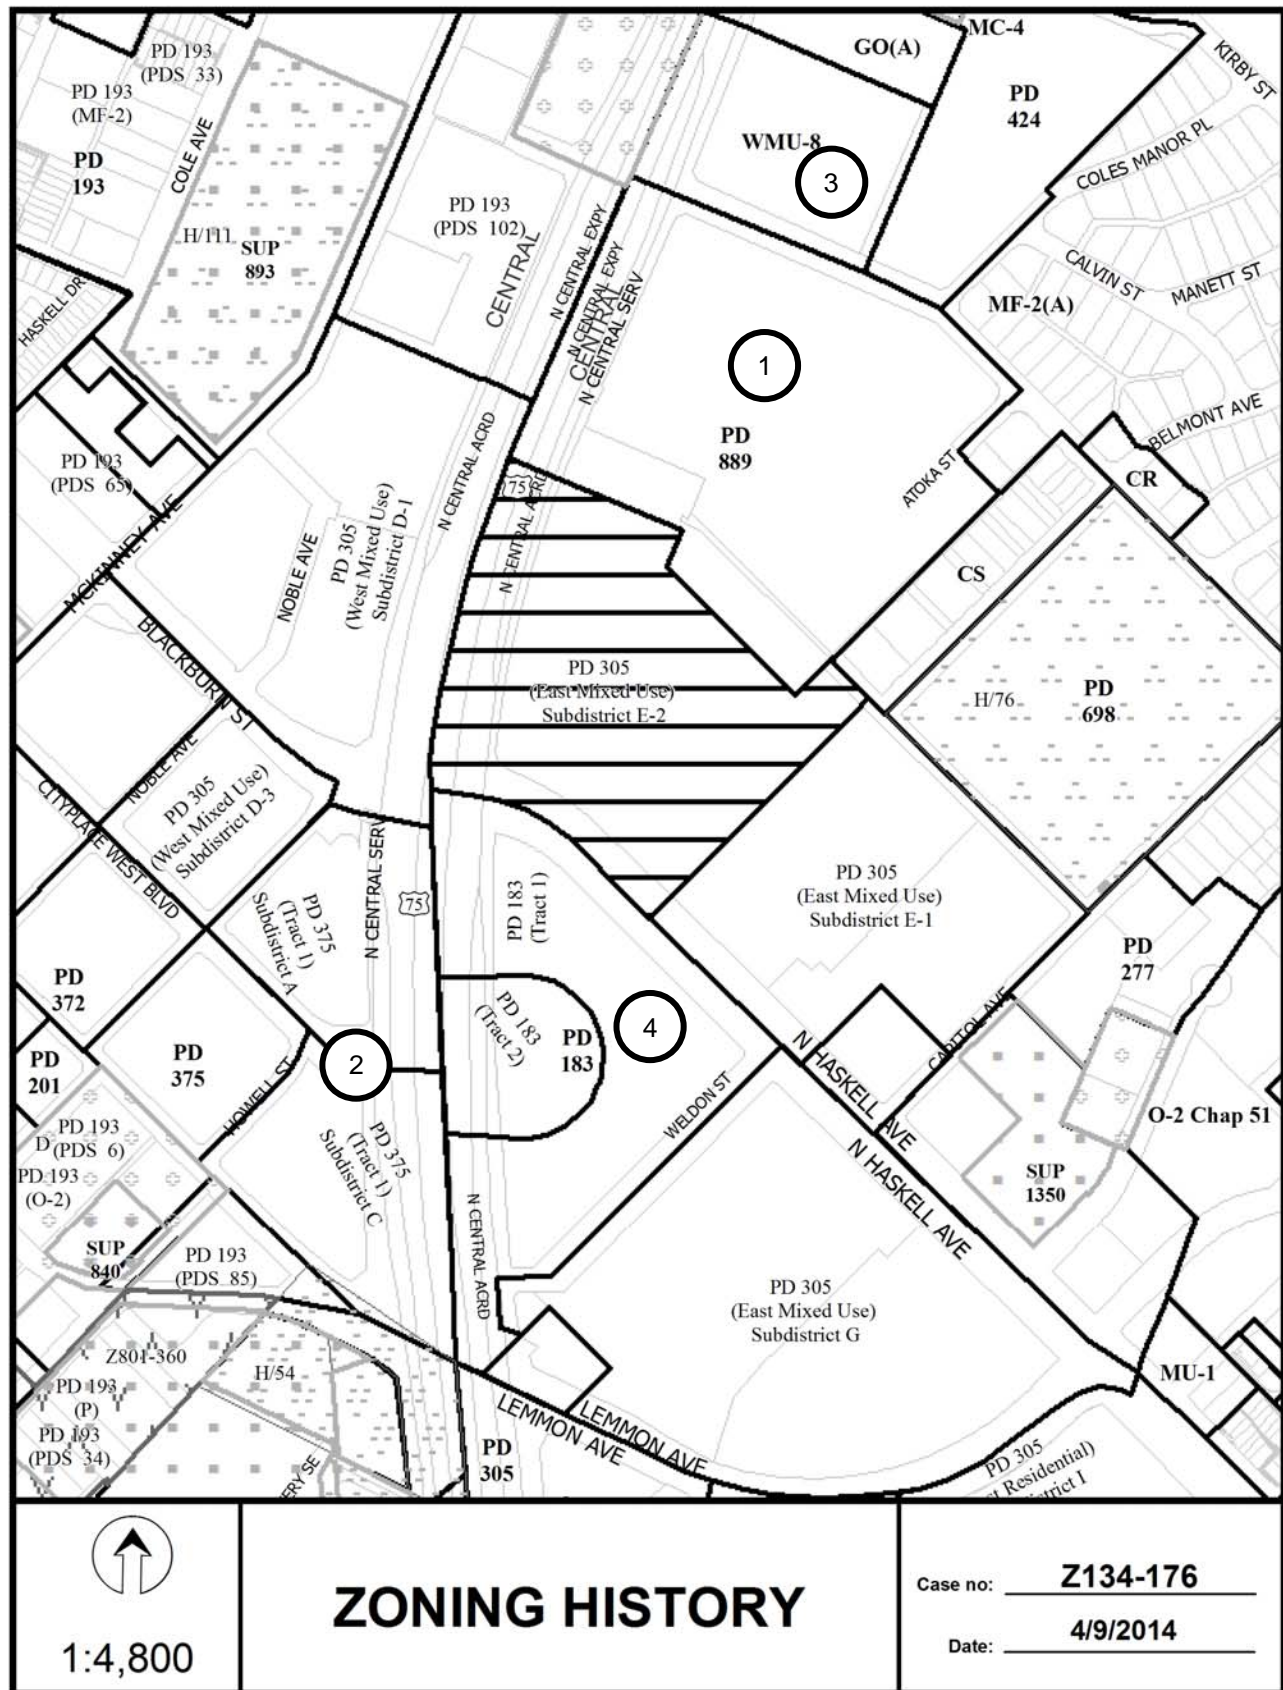 PD 193
(PDS 33)
PD 193
(MF-2)
PD
193
COLE AVE
H/111
SUP
893
HASKELL DR
PD 193
(PDS 65)
MCKINNEY AVE
PD 193
(PDS 102)
CENTRAL
N CENTRAL EXPY
N CENTRAL EXPY
CENTRAL
N CENTRAL SERV
GO(A)
MC-4
WMU-8
3
PD
424
KIRBY ST
COLES MANOR PL
CALVIN ST
MANETT ST
MF-2(A)
BELMONT AVE
1
PD
889
ATOKA ST
CR
CS
H/76
PD
698
75
N CENTRAL ACRD
N CENTRAL ACRD
NOBLE AVE
PD 305
(West Mixed Use)
Subdistrict D-1
BLACKBURN ST
PD 305
(East Mixed Use)
Subdistrict E-2
NOBLE AVE
PD 305
(West Mixed Use)
Subdistrict D-3
CITYPLACE WEST BLVD
N CENTRAL SERV
75
PD 375
(Tract 1)
Subdistrict A
PD 183
(Tract 1)
PD 305
(East Mixed Use)
Subdistrict E-1
PD
277
PD
372
PD
201
PD
375
HOWELL ST
2
PD 183
(Tract 2)
PD
183
4
WELDON ST
N HASKELL AVE
N HASKELL AVE
CAPITOL AVE
O-2 Chap 51
SUP
1350
PD 193
D (PDS 6)
PD 193
(O-2)
SUP
840
PD 193
(PDS 85)
PD 375
(Tract 1)
Subdistrict C
N CENTRAL ACRD
PD 305
(East Mixed Use)
Subdistrict G
MU-1
Z801-360
H/54
PD 193
(P)
PD 193
(PDS 34)
ERY SE
LEMMON AVE
LEMMON AVE
PD
305
PD 305
st Residential)
strict I
1:4,800
ZONING HISTORY
Case no: Z134-176
Date: 4/9/2014